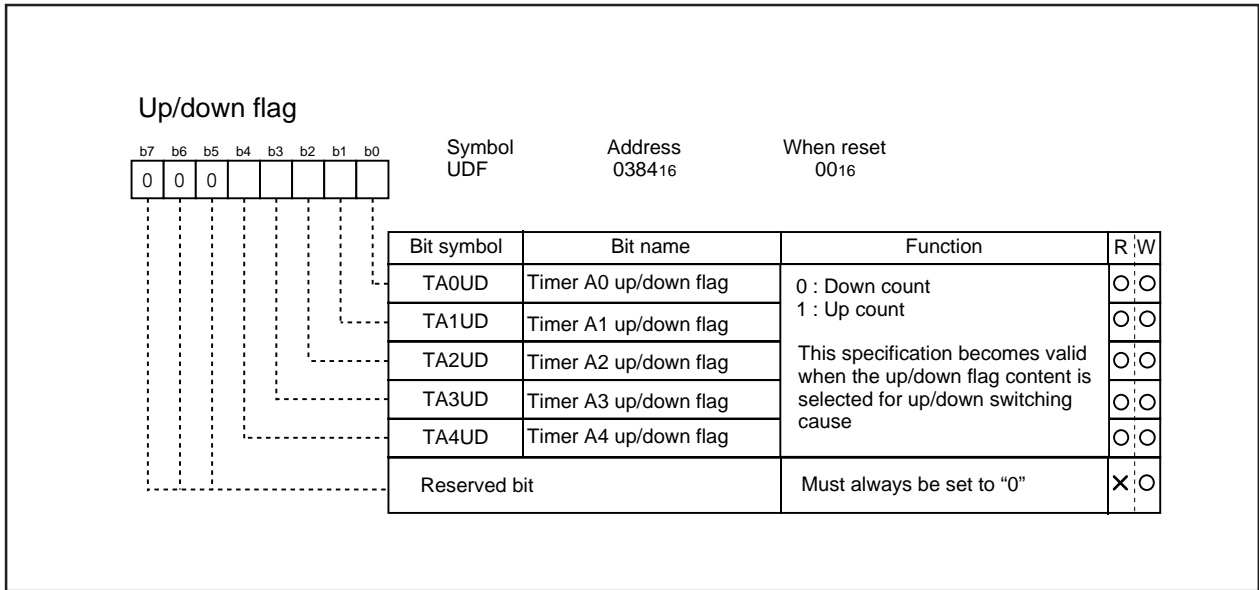 Up/down flag
b7 b6 b5 b4 b3 b2 b1 b0
0 0 0
Symbol Address When reset
UDF 038416 0016
Bit symbol Bit name Function R W
TA0UD Timer A0 up/down flag
TA1UD Timer A1 up/down flag
TA2UD Timer A2 up/down flag
TA3UD Timer A3 up/down flag
TA4UD Timer A4 up/down flag
0 : Down count
1 : Up count
This specification becomes valid
when the up/down flag content is
selected for up/down switching
cause
Reserved bit Must always be set to “0”